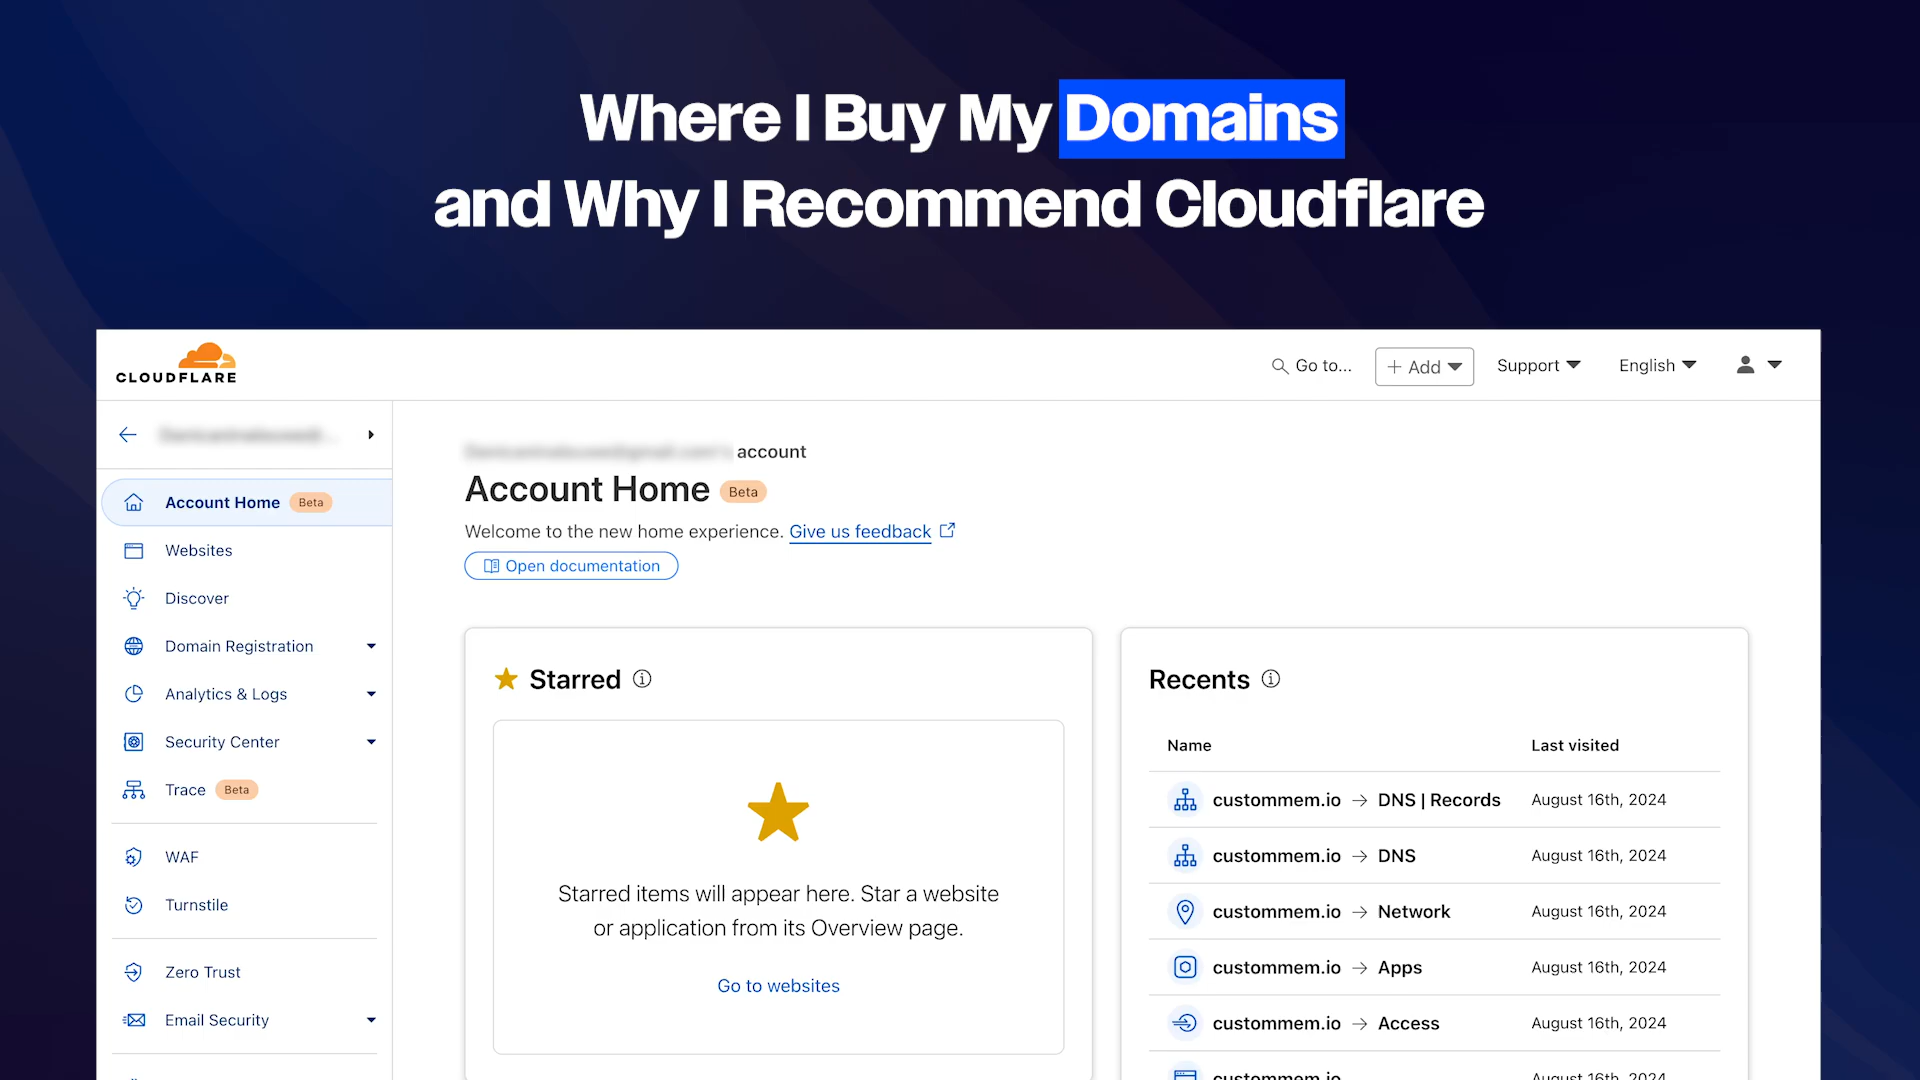 Where I Buy My Domains
and Why I Recommend Cloudflare
CLOUDFLARE
Go to...
+ Add
Support
English
account
Account Home Beta
Welcome to the new home experience. Give us feedback
Open documentation
Account Home Beta
Websites
Discover
Domain Registration
Analytics & Logs
Security Center
Trace Beta
WAF
Turnstile
Zero Trust
Email Security
Starred
Starred items will appear here. Star a website
or application from its Overview page.
Go to websites
Recents
Name Last visited
custommem.io → DNS | Records August 16th, 2024
custommem.io → DNS August 16th, 2024
custommem.io → Network August 16th, 2024
custommem.io → Apps August 16th, 2024
custommem.io → Access August 16th, 2024
custommem.io August 16th, 2024